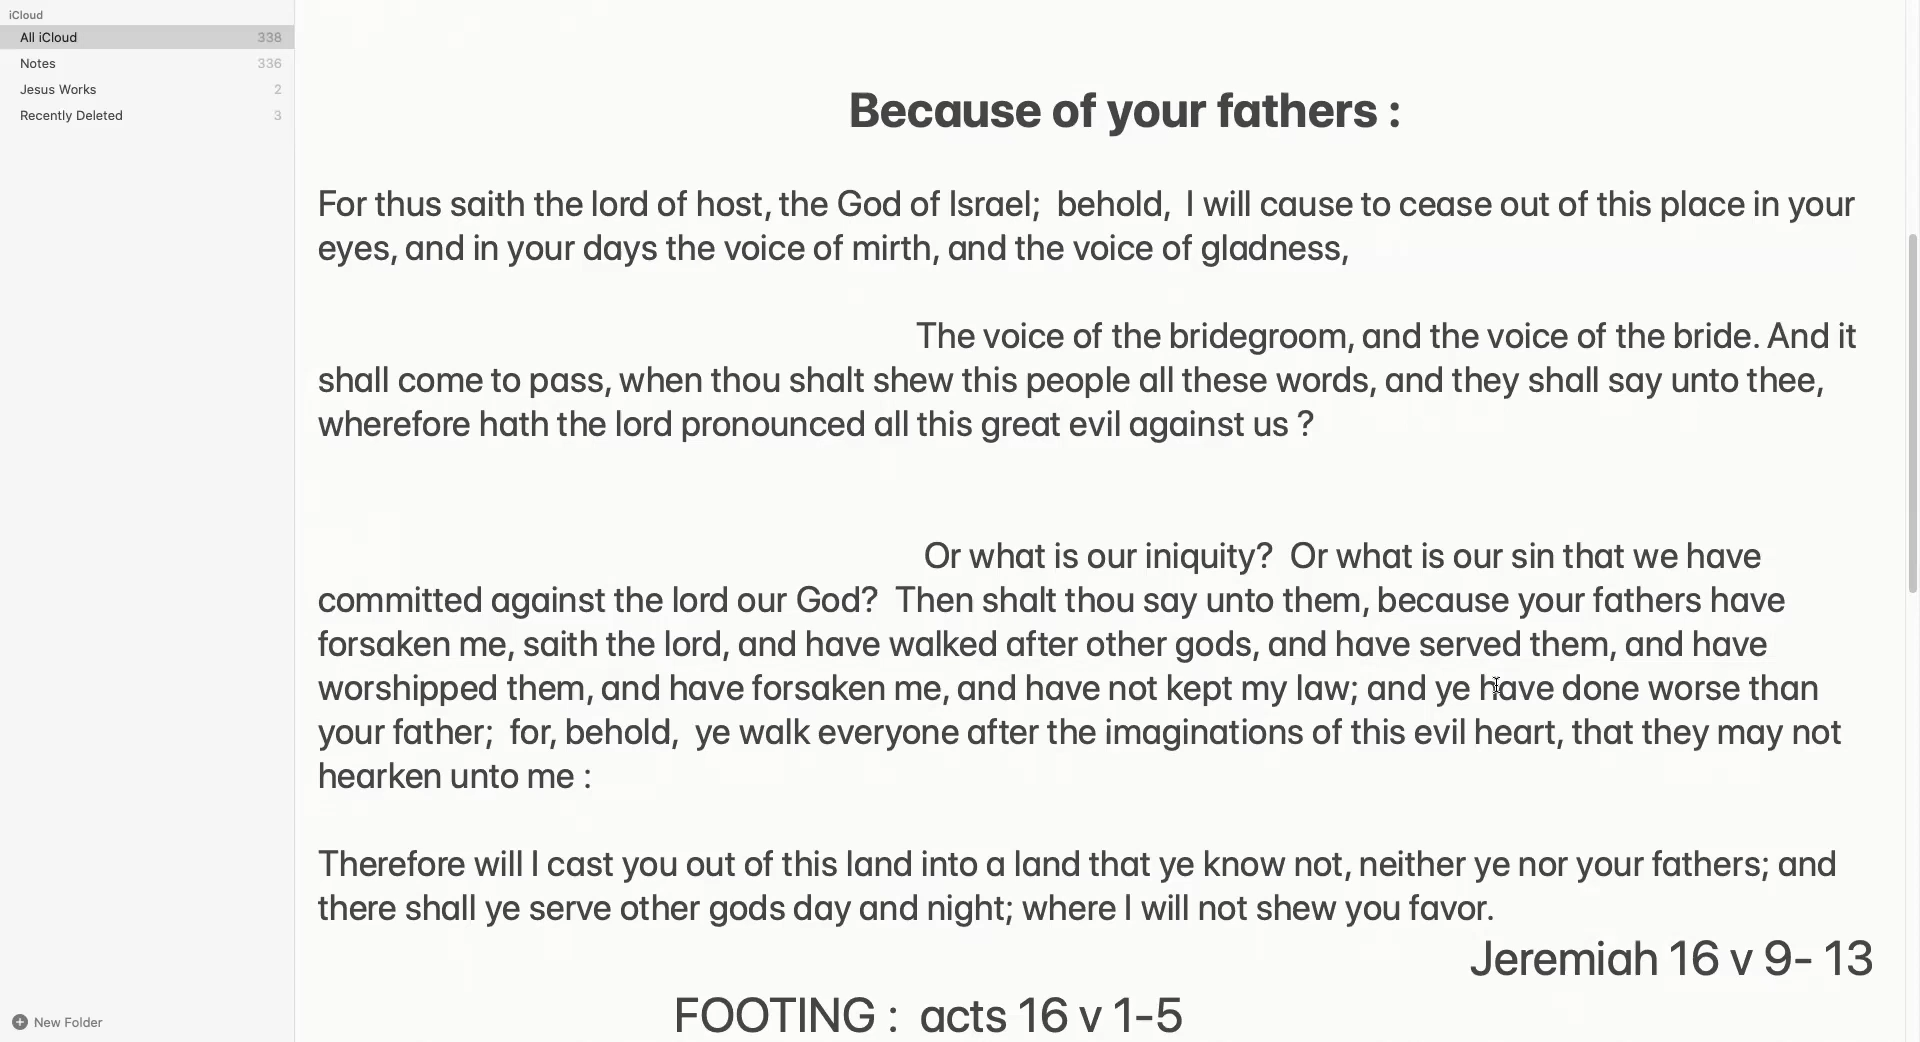 iCloud
All iCloud 338
Notes 336
Jesus Works 2
Recently Deleted 3
Because of your fathers :
For thus saith the lord of host, the God of Israel;  behold,  I will cause to cease out of this place in your
eyes, and in your days the voice of mirth, and the voice of gladness,
The voice of the bridegroom, and the voice of the bride. And it
shall come to pass, when thou shalt shew this people all these words, and they shall say unto thee,
wherefore hath the lord pronounced all this great evil against us ?
Or what is our iniquity?  Or what is our sin that we have
committed against the lord our God?  Then shalt thou say unto them, because your fathers have
forsaken me, saith the lord, and have walked after other gods, and have served them, and have
worshipped them, and have forsaken me, and have not kept my law; and ye have done worse than
your father;  for, behold,  ye walk everyone after the imaginations of this evil heart, that they may not
hearken unto me :
Therefore will I cast you out of this land into a land that ye know not, neither ye nor your fathers; and
there shall ye serve other gods day and night; where I will not shew you favor.
Jeremiah 16 v 9- 13
FOOTING :  acts 16 v 1-5
New Folder